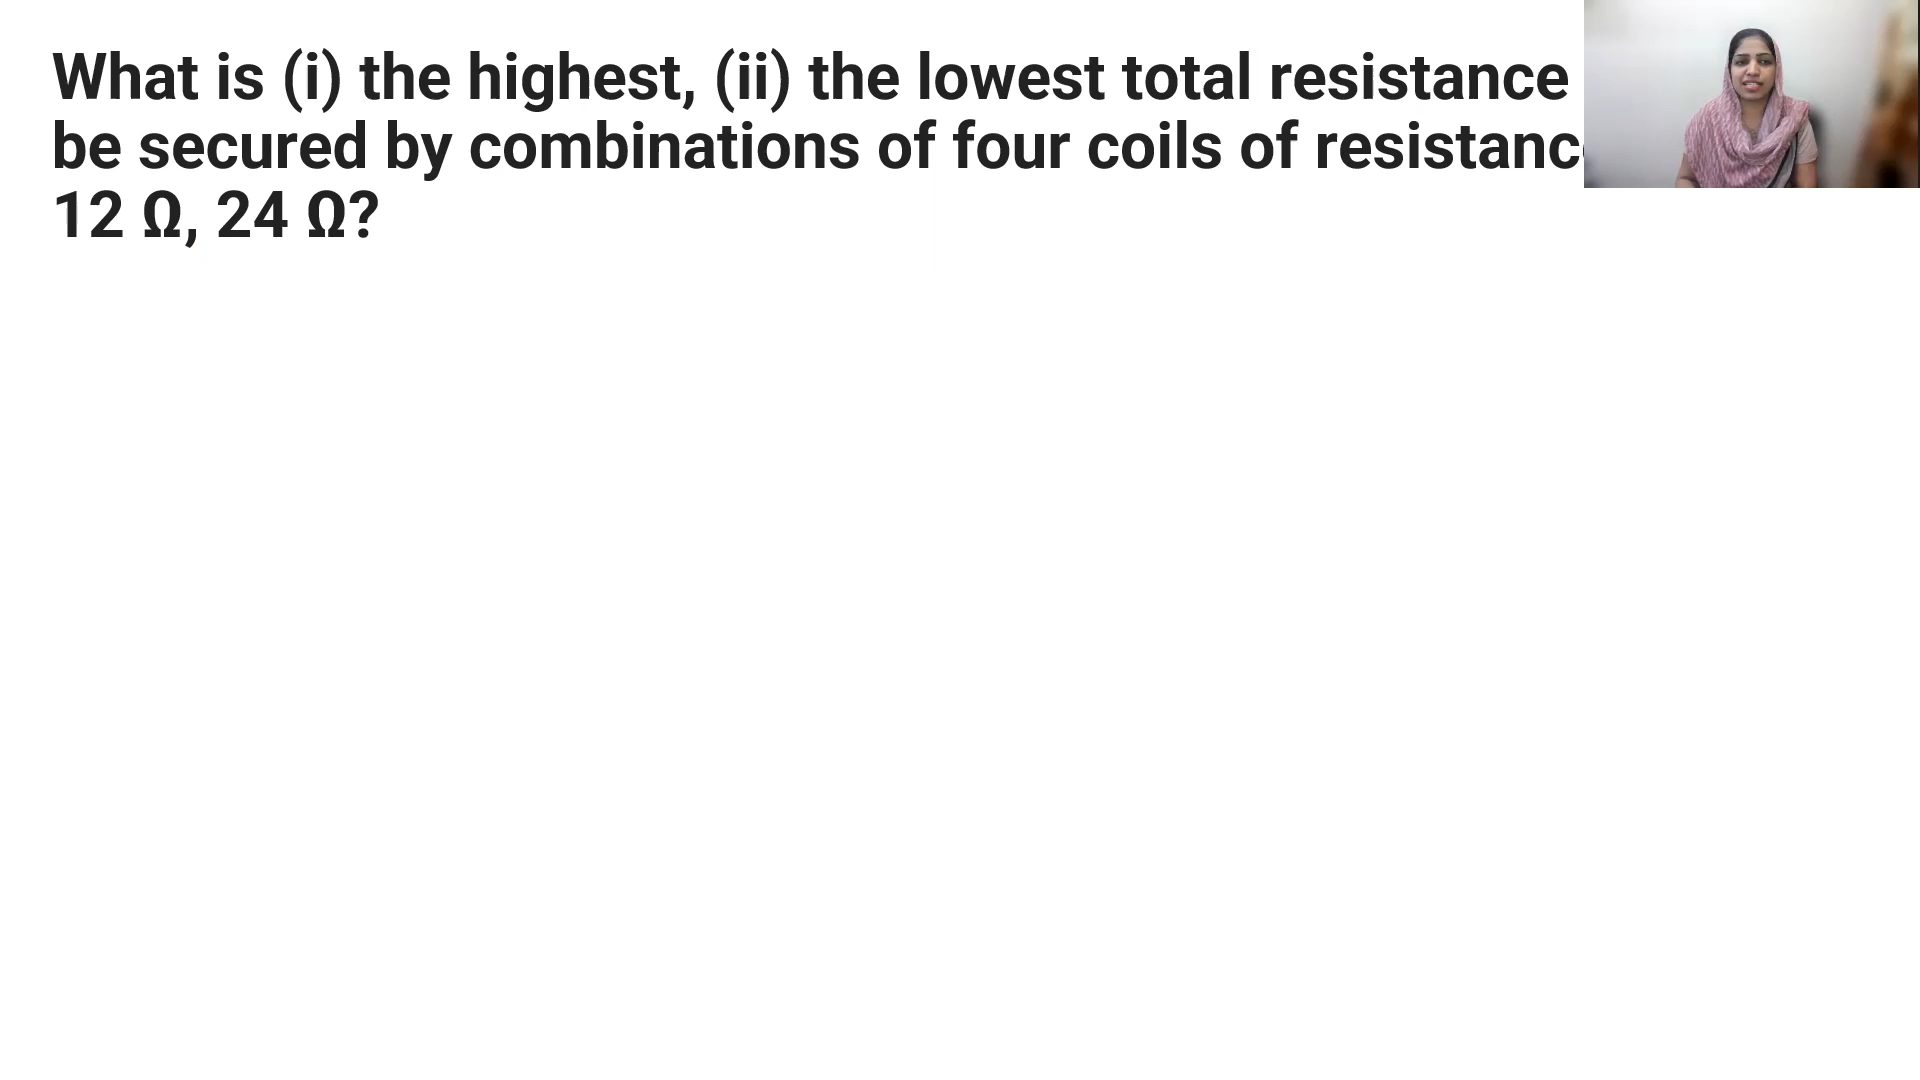 What is (i) the highest, (ii) the lowest total resistance
be secured by combinations of four coils of resistanc
12 Ω, 24 Ω?